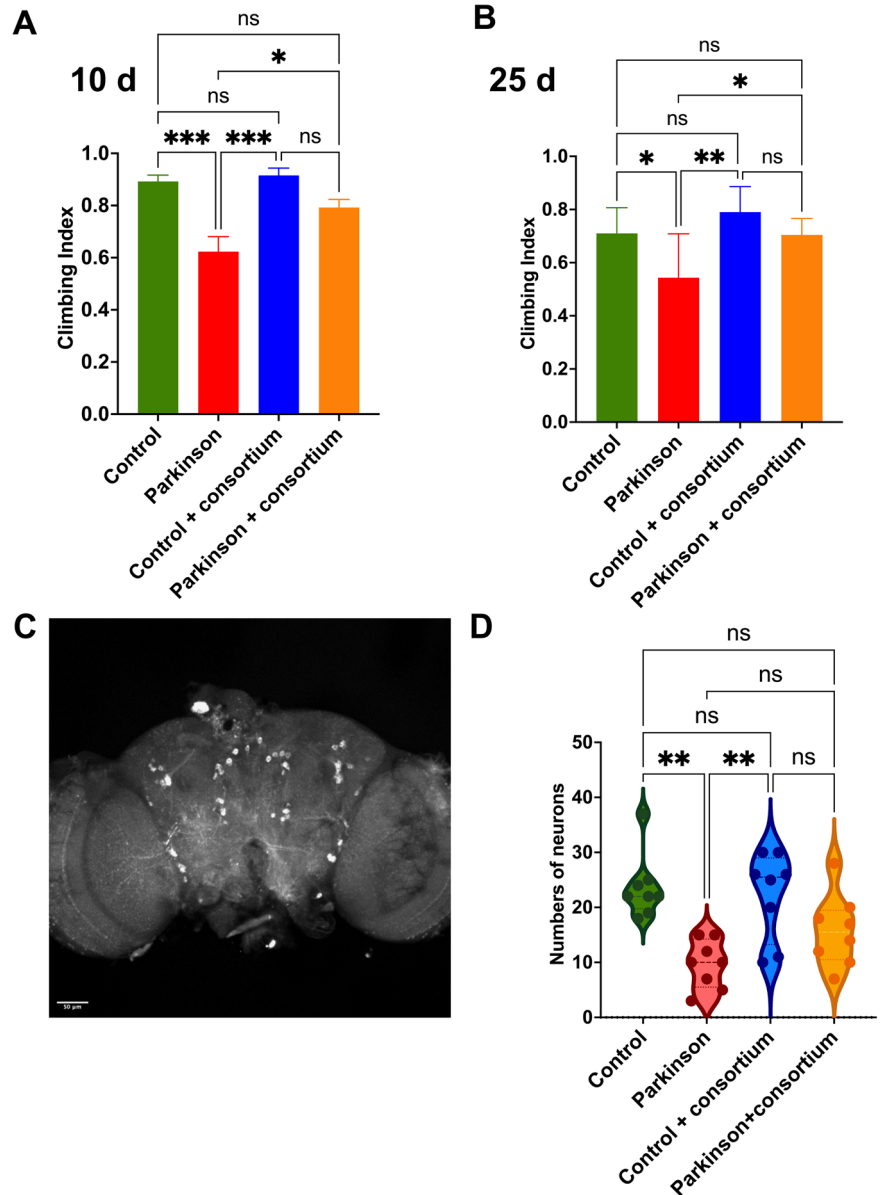 A
10 d
ns
*
ns
*** *** ns
Climbing Index
1.0
0.8
0.6
0.4
0.2
0.0
Control
Parkinson
Control + consortium
Parkinson + consortium
B
25 d
ns
*
ns
* ** ns
Climbing Index
1.0
0.8
0.6
0.4
0.2
0.0
Control
Parkinson
Control + consortium
Parkinson + consortium
C
50 µm
D
ns
ns
ns
** ** ns
Numbers of neurons
50
40
30
20
10
0
Control
Parkinson
Control + consortium
Parkinson+consortium